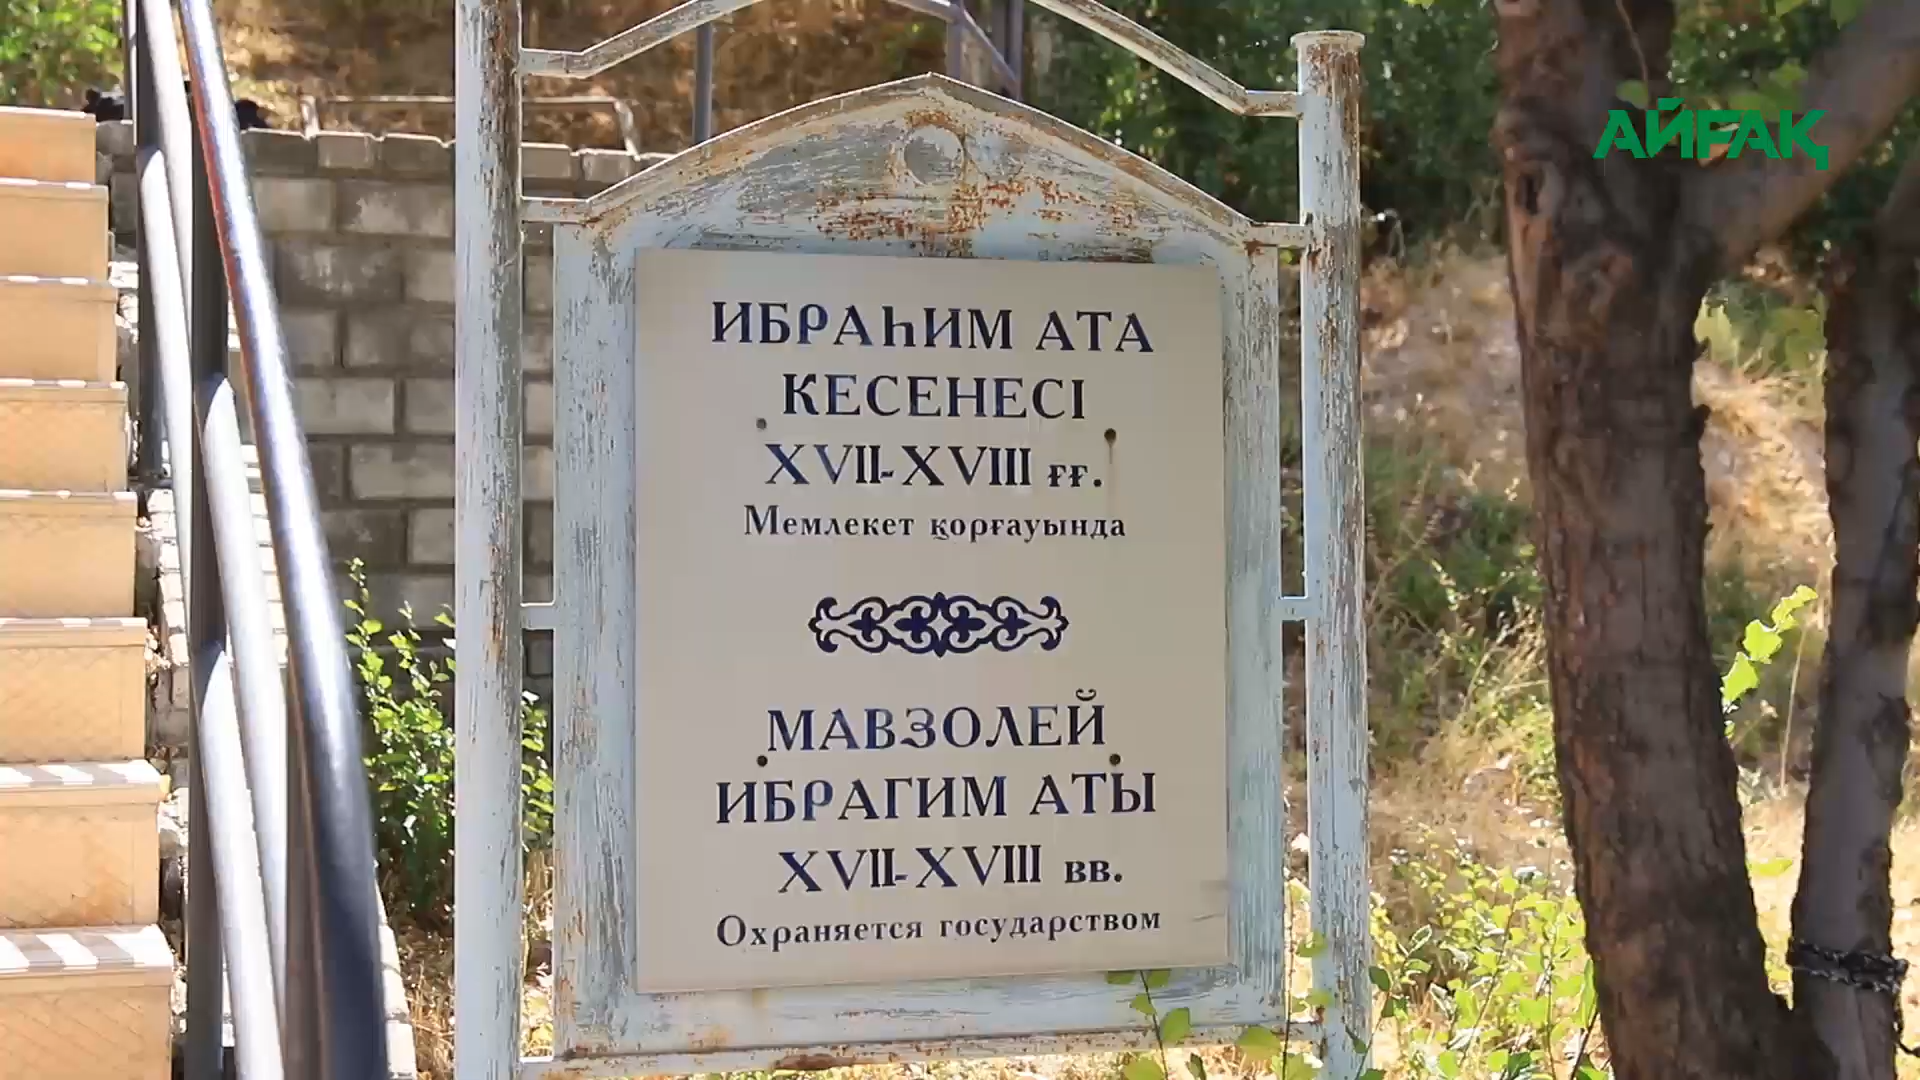 АЙҒАҚ
ИБРАҺИМ АТА
КЕСЕНЕСІ
XVII-XVIII ғғ.
Мемлекет қорғауында
МАВЗОЛЕЙ
ИБРАГИМ АТЫ
XVII-XVIII вв.
Охраняется государством